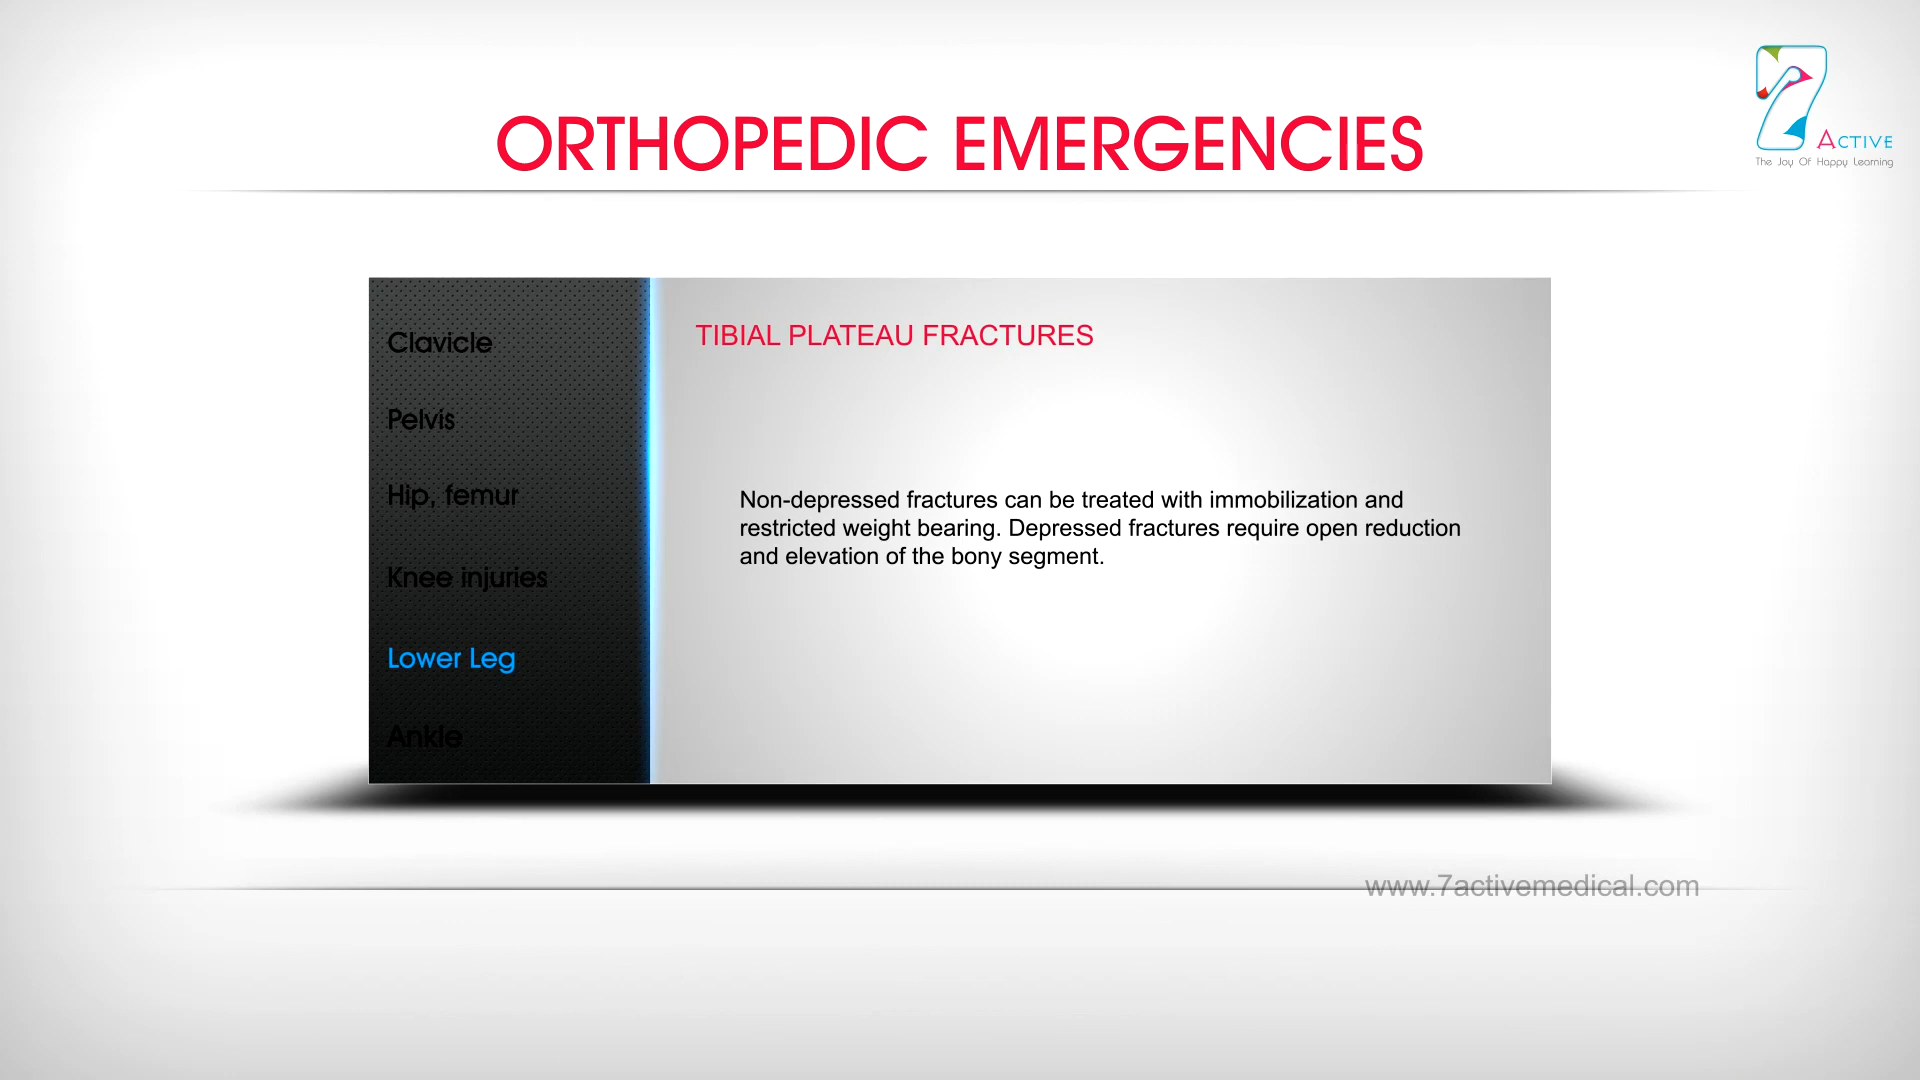 ORTHOPEDIC EMERGENCIES
7 ACTIVE
The Joy Of Happy Learning
Clavicle
Pelvis
Hip, femur
Knee injuries
Lower Leg
Ankle
TIBIAL PLATEAU FRACTURES
Non-depressed fractures can be treated with immobilization and
restricted weight bearing. Depressed fractures require open reduction
and elevation of the bony segment.
www.7activemedical.com